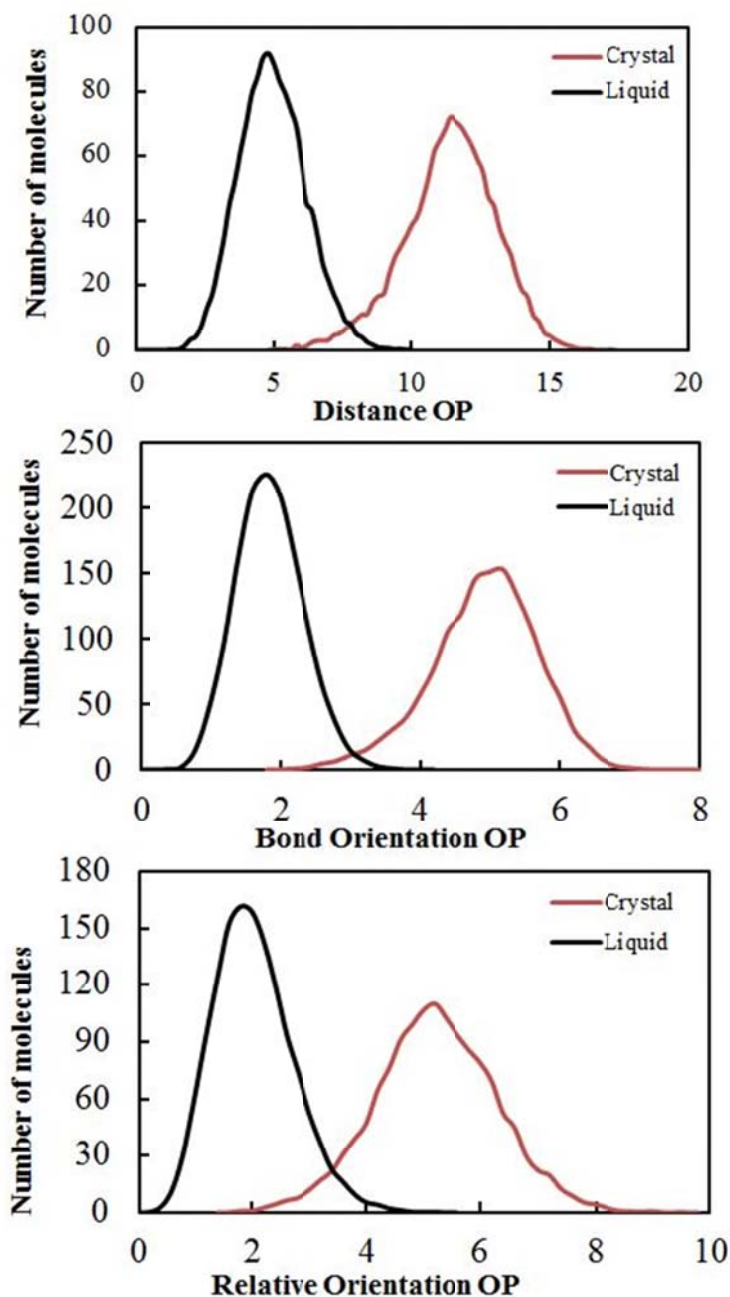 100
80
60
40
20
0
Number of molecules
Crystal
Liquid
0 5 10 15 20
Distance OP
250
200
150
100
50
0
Number of molecules
Crystal
Liquid
0 2 4 6 8
Bond Orientation OP
180
150
120
90
60
30
0
Number of molecules
Crystal
Liquid
0 2 4 6 8 10
Relative Orientation OP